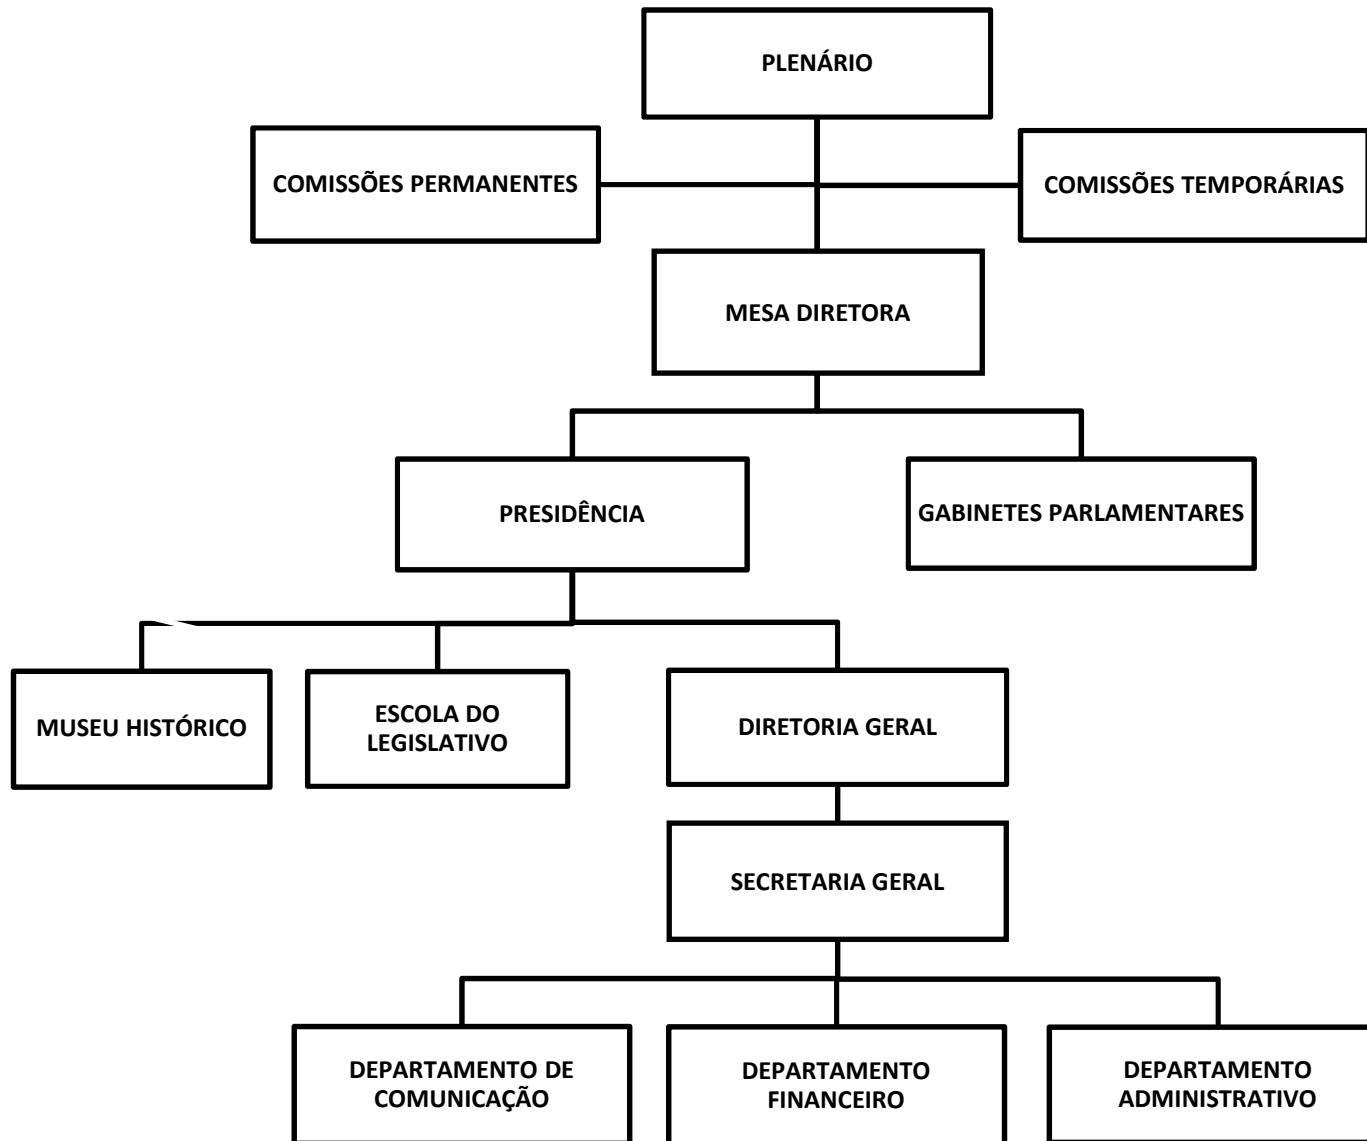 PLENÁRIO
COMISSÕES PERMANENTES
COMISSÕES TEMPORÁRIAS
MESA DIRETORA
PRESIDÊNCIA
GABINETES PARLAMENTARES
MUSEU HISTÓRICO
ESCOLA DO
LEGISLATIVO
DIRETORIA GERAL
SECRETARIA GERAL
DEPARTAMENTO DE
COMUNICAÇÃO
DEPARTAMENTO
FINANCEIRO
DEPARTAMENTO
ADMINISTRATIVO